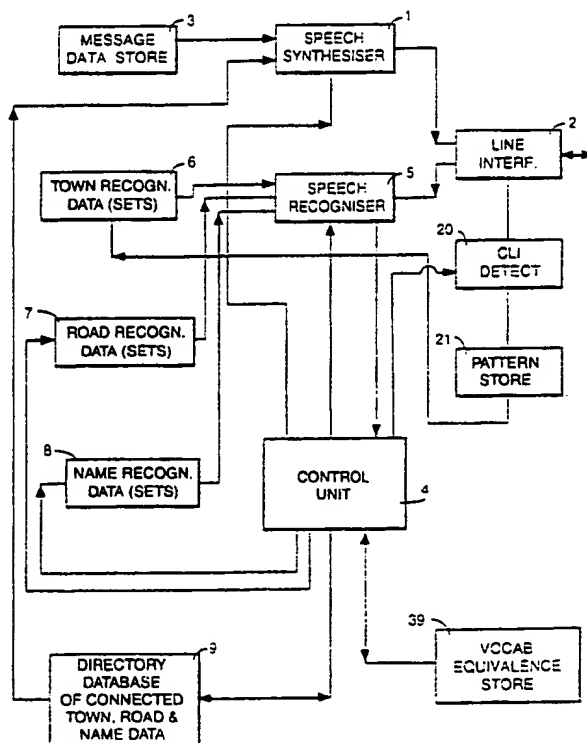 3
MESSAGE
DATA STORE
1
SPEECH
SYNTHESISER
2
LINE
INTERF.
6
TOWN RECOGN.
DATA (SETS)
5
SPEECH
RECOGNISER
20
CLI
DETECT
7
ROAD RECOGN.
DATA (SETS)
21
PATTERN
STORE
8
NAME RECOGN.
DATA (SETS)
CONTROL
UNIT
4
9
DIRECTORY
DATABASE
OF CONNECTED
TOWN, ROAD &
NAME DATA
39
VOCAB
EQUIVALENCE
STORE